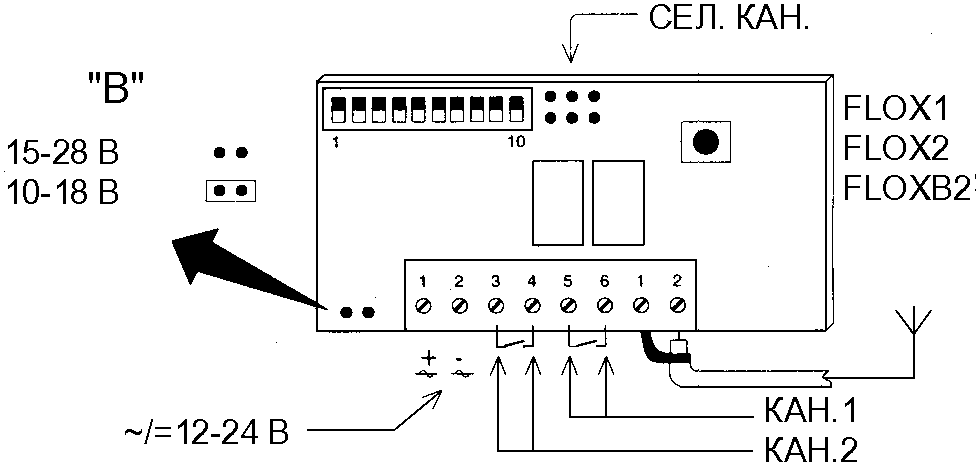 СЕЛ. КАН.
"В"
15-28 В
10-18 В
1 10
FLOX1
FLOX2
FLOXB2
1 2 3 4 5 6 1 2
+ -
~/=12-24 В
КАН.1
КАН.2